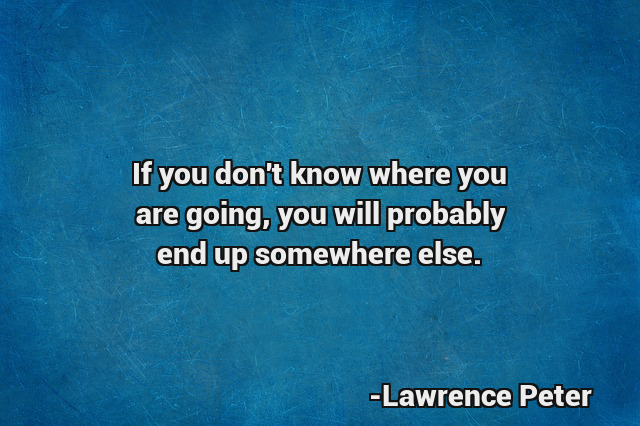 If you don't know where you
are going, you will probably
end up somewhere else.
-Lawrence Peter